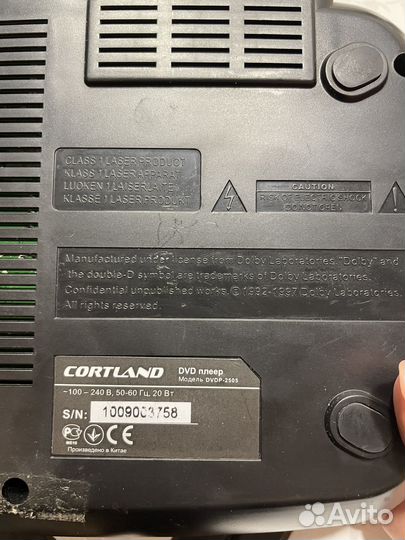 CLASS 1 LASER PRODUCT
KLASS 1 LASER APPARAT
LUOKEN 1 LASERLAITE
KLASSE 1 LASER PRODUKT
CAUTION
RISK OF ELECTRIC SHOCK
DO NOT OPEN
Manufactured under license from Dolby Laboratories. "Dolby" and
the double-D symbol are trademarks of Dolby Laboratories.
Confidential unpublished works. © 1992-1997 Dolby Laboratories.
All rights reserved.
CORTLAND
DVD плеер
Модель DVDP-2505
~100 – 240 В, 50-60 Гц, 20 Вт
S/N: 1009003758
Произведено в Китае
Avito